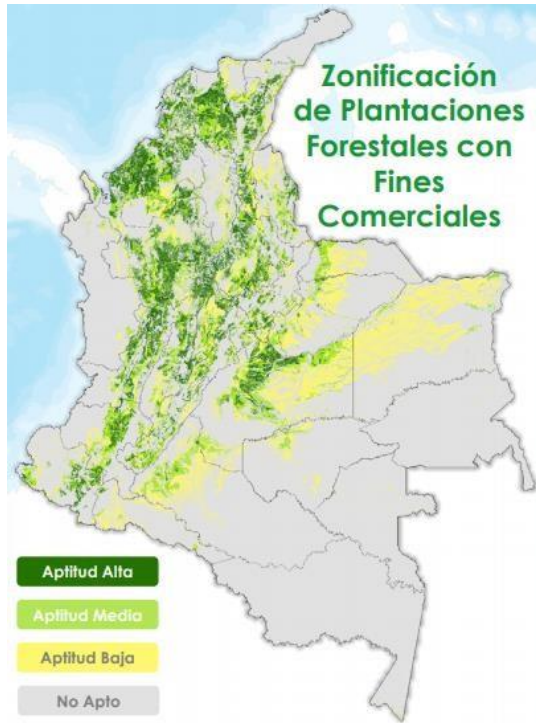 Zonificación
de Plantaciones
Forestales con
Fines
Comerciales
Aptitud Alta
Aptitud Media
Aptitud Baja
No Apto